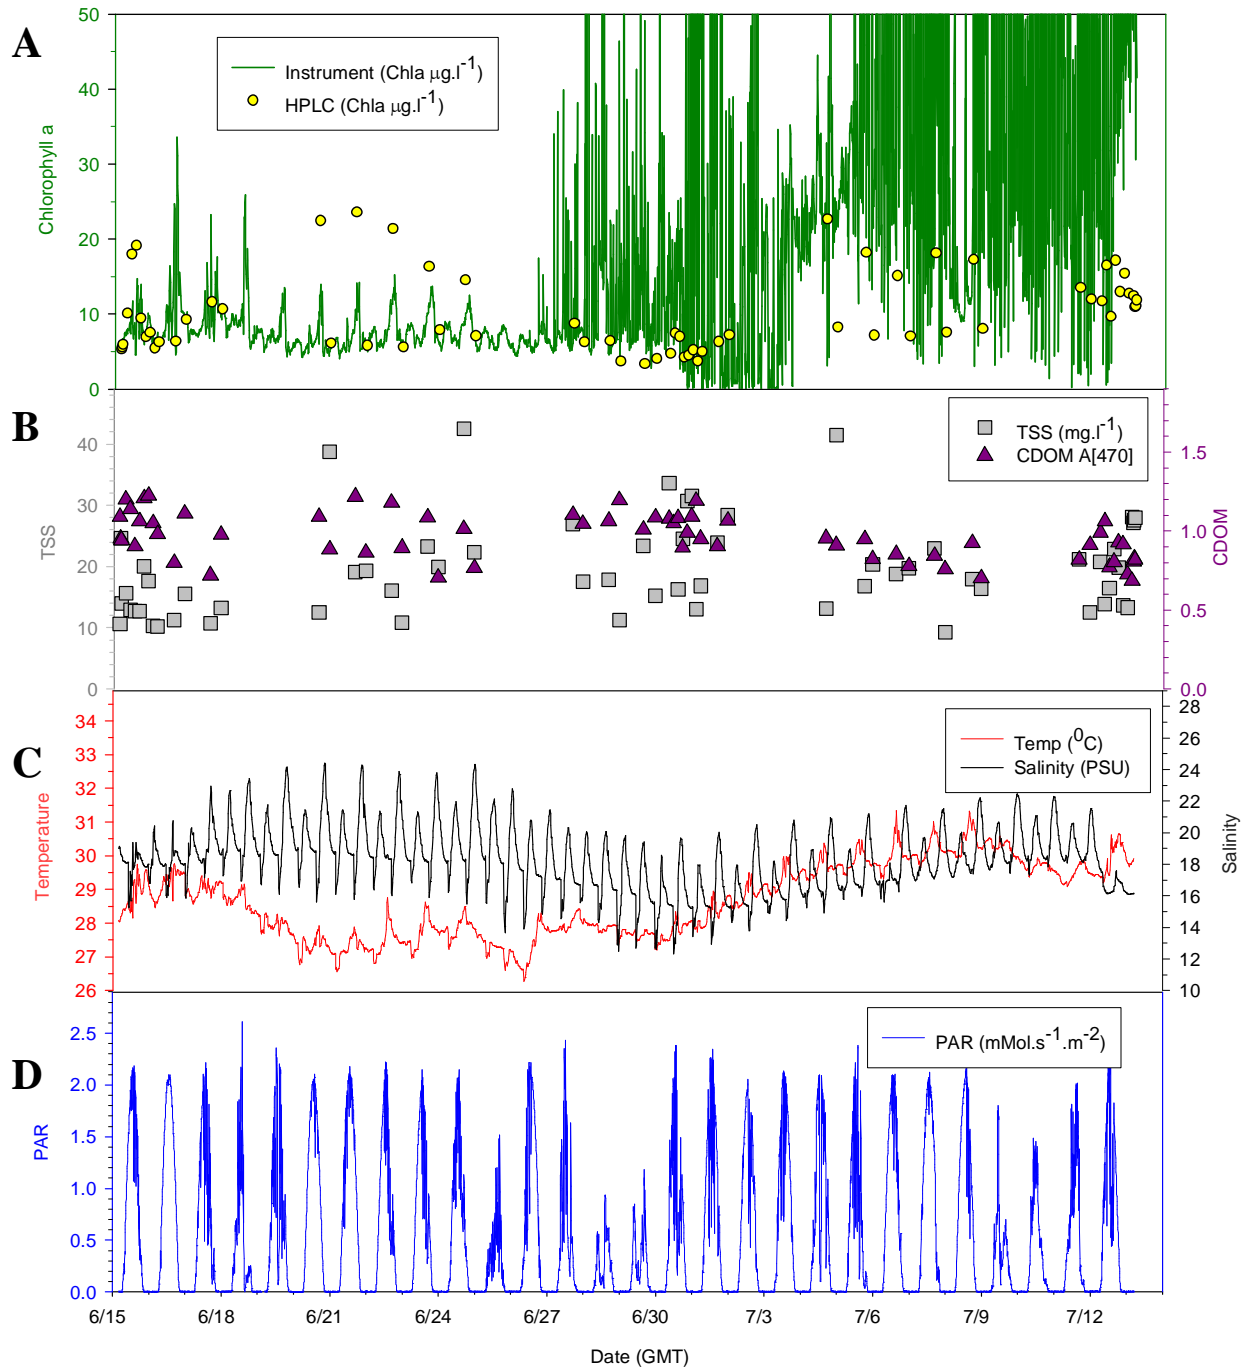 A
50
40
30
20
10
0
Chlorophyll a
Instrument (Chla μg.l-1)
HPLC (Chla μg.l-1)
B
40
30
20
10
0
TSS
TSS (mg.l-1)
CDOM A[470]
1.5
1.0
0.5
0.0
CDOM
C
34
33
32
31
30
29
28
27
26
Temperature
Temp (0C)
Salinity (PSU)
28
26
24
22
20
18
16
14
12
10
Salinity
D
2.5
2.0
1.5
1.0
0.5
0.0
PAR
PAR (mMol.s-1.m-2)
6/15 6/18 6/21 6/24 6/27 6/30 7/3 7/6 7/9 7/12
Date (GMT)